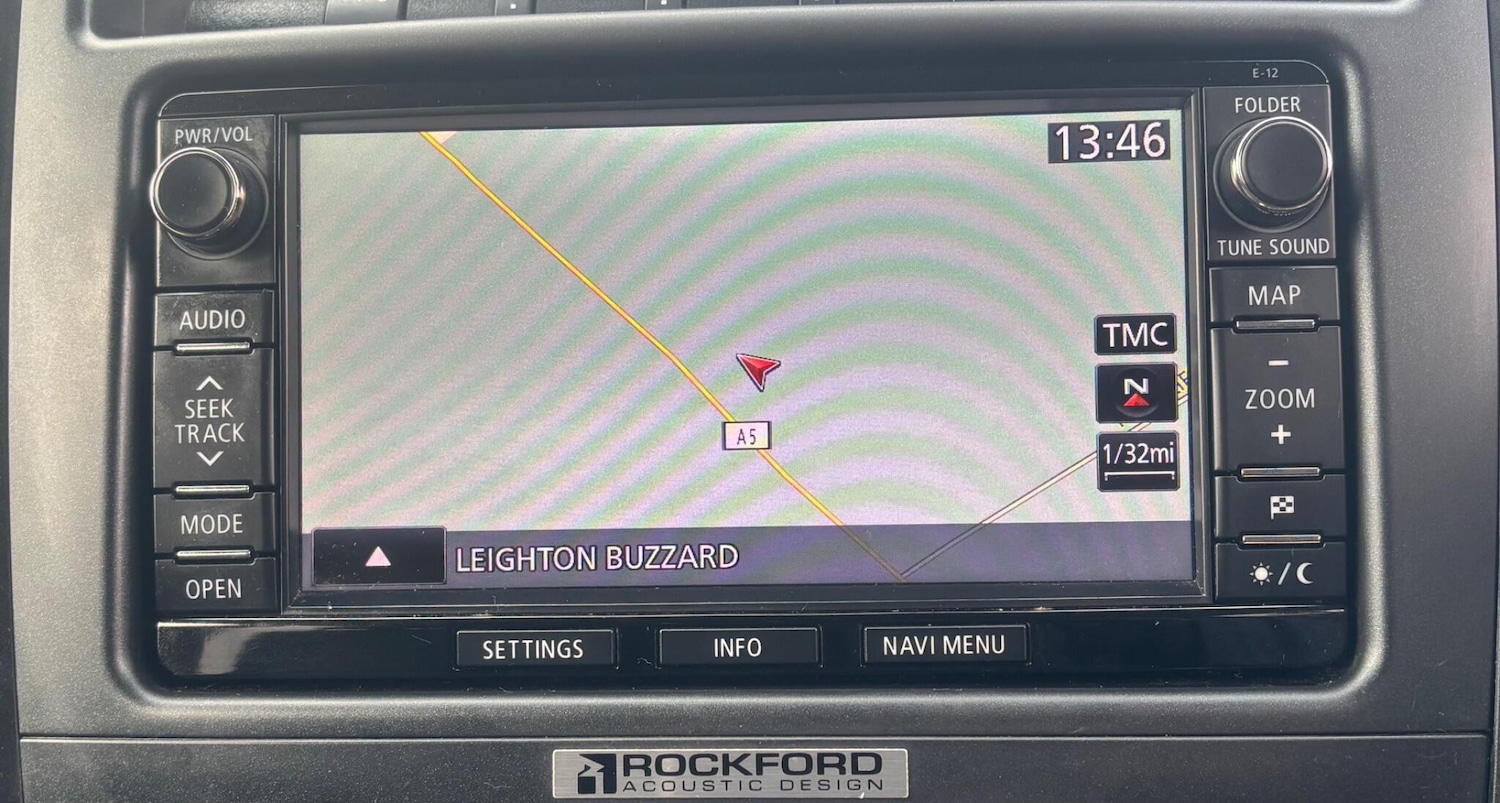 E-12
PWR/VOL
FOLDER
TUNE SOUND
AUDIO
SEEK
TRACK
MODE
OPEN
13:46
TMC
N
1/32mi
A5
LEIGHTON BUZZARD
MAP
-
ZOOM
+
/
SETTINGS
INFO
NAVI MENU
ROCKFORD
ACOUSTIC DESIGN